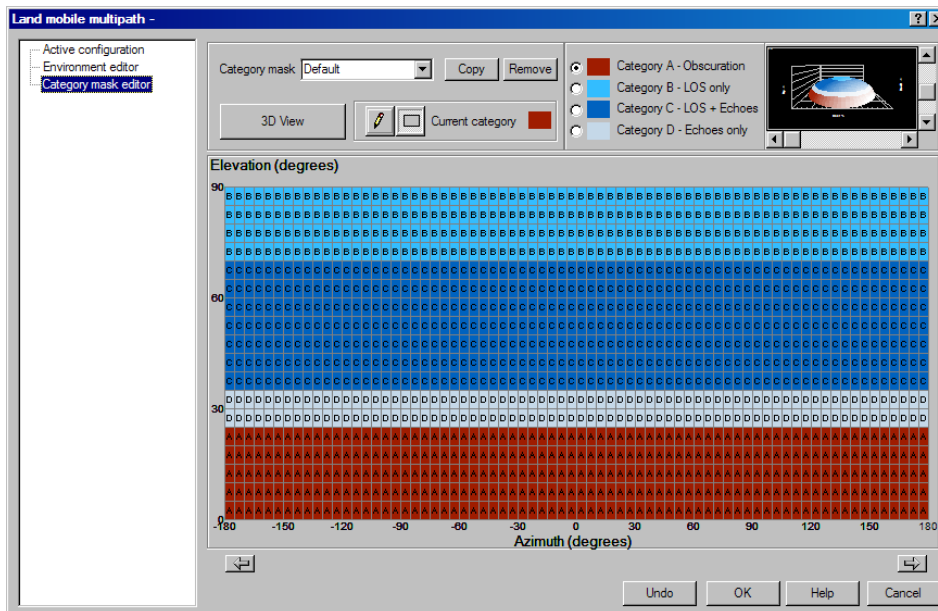 Land mobile multipath -
Active configuration
Environment editor
Category mask editor
Category mask Default Copy Remove
3D View
Current category
Category A - Obscuration
Category B - LOS only
Category C - LOS + Echoes
Category D - Echoes only
Elevation (degrees)
90
60
30
0
B B B B B B B B B B B B B B B B B B B B B B B B B B B B B B B B B B B B B B B B B B B B B B B B B B B B B B B B B B B B B B B B B B B B B B B B
B B B B B B B B B B B B B B B B B B B B B B B B B B B B B B B B B B B B B B B B B B B B B B B B B B B B B B B B B B B B B B B B B B B B B B B B
B B B B B B B B B B B B B B B B B B B B B B B B B B B B B B B B B B B B B B B B B B B B B B B B B B B B B B B B B B B B B B B B B B B B B B B B
B B B B B B B B B B B B B B B B B B B B B B B B B B B B B B B B B B B B B B B B B B B B B B B B B B B B B B B B B B B B B B B B B B B B B B B B
C C C C C C C C C C C C C C C C C C C C C C C C C C C C C C C C C C C C C C C C C C C C C C C C C C C C C C C C C C C C C C C C C C C C C C C C
C C C C C C C C C C C C C C C C C C C C C C C C C C C C C C C C C C C C C C C C C C C C C C C C C C C C C C C C C C C C C C C C C C C C C C C C
C C C C C C C C C C C C C C C C C C C C C C C C C C C C C C C C C C C C C C C C C C C C C C C C C C C C C C C C C C C C C C C C C C C C C C C C
C C C C C C C C C C C C C C C C C C C C C C C C C C C C C C C C C C C C C C C C C C C C C C C C C C C C C C C C C C C C C C C C C C C C C C C C
C C C C C C C C C C C C C C C C C C C C C C C C C C C C C C C C C C C C C C C C C C C C C C C C C C C C C C C C C C C C C C C C C C C C C C C C
C C C C C C C C C C C C C C C C C C C C C C C C C C C C C C C C C C C C C C C C C C C C C C C C C C C C C C C C C C C C C C C C C C C C C C C C
C C C C C C C C C C C C C C C C C C C C C C C C C C C C C C C C C C C C C C C C C C C C C C C C C C C C C C C C C C C C C C C C C C C C C C C C
D D D D D D D D D D D D D D D D D D D D D D D D D D D D D D D D D D D D D D D D D D D D D D D D D D D D D D D D D D D D D D D D D D D D D D D D
D D D D D D D D D D D D D D D D D D D D D D D D D D D D D D D D D D D D D D D D D D D D D D D D D D D D D D D D D D D D D D D D D D D D D D D D
A A A A A A A A A A A A A A A A A A A A A A A A A A A A A A A A A A A A A A A A A A A A A A A A A A A A A A A A A A A A A A A A A A A A A A A A
A A A A A A A A A A A A A A A A A A A A A A A A A A A A A A A A A A A A A A A A A A A A A A A A A A A A A A A A A A A A A A A A A A A A A A A A
A A A A A A A A A A A A A A A A A A A A A A A A A A A A A A A A A A A A A A A A A A A A A A A A A A A A A A A A A A A A A A A A A A A A A A A A
A A A A A A A A A A A A A A A A A A A A A A A A A A A A A A A A A A A A A A A A A A A A A A A A A A A A A A A A A A A A A A A A A A A A A A A A
A A A A A A A A A A A A A A A A A A A A A A A A A A A A A A A A A A A A A A A A A A A A A A A A A A A A A A A A A A A A A A A A A A A A A A A A
-180 -150 -120 -90 -60 -30 0 30 60 90 120 150 180
Azimuth (degrees)
Undo OK Help Cancel